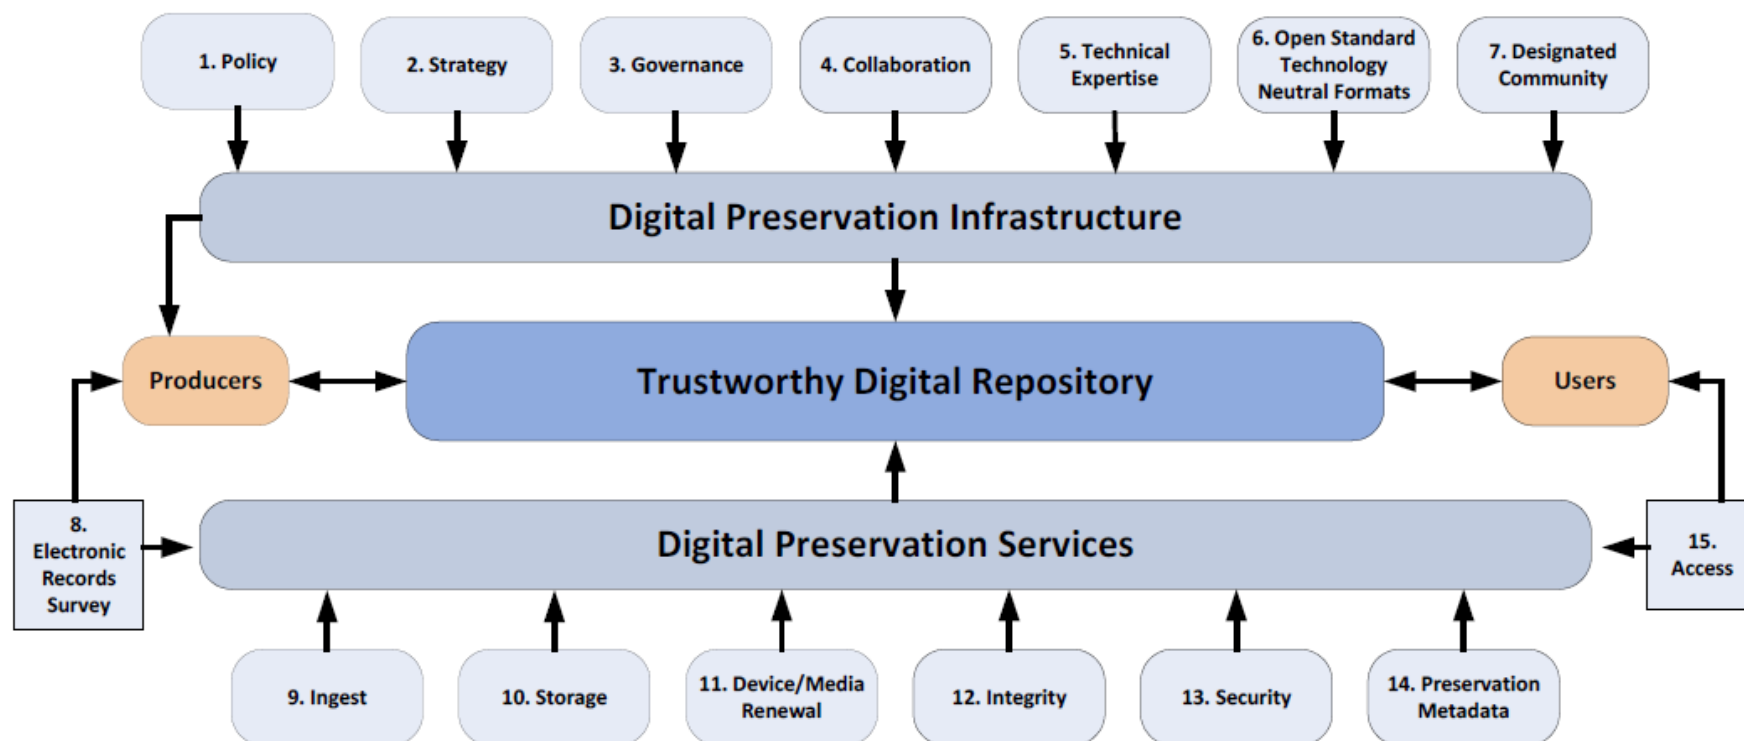 1. Policy
2. Strategy
3. Governance
4. Collaboration
5. Technical
Expertise
6. Open Standard
Technology
Neutral Formats
7. Designated
Community
Digital Preservation Infrastructure
Producers
Trustworthy Digital Repository
Users
8.
Electronic
Records
Survey
Digital Preservation Services
15.
Access
9. Ingest
10. Storage
11. Device/Media
Renewal
12. Integrity
13. Security
14. Preservation
Metadata